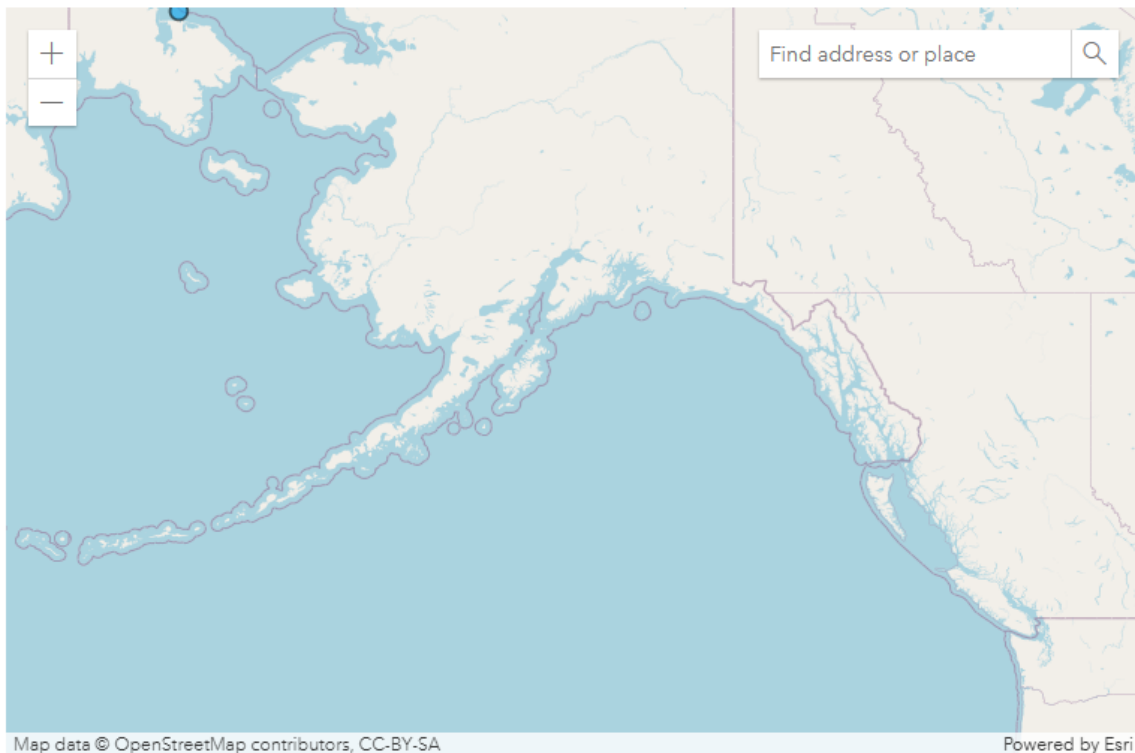 Find address or place
Map data © OpenStreetMap contributors, CC-BY-SA
Powered by Esri